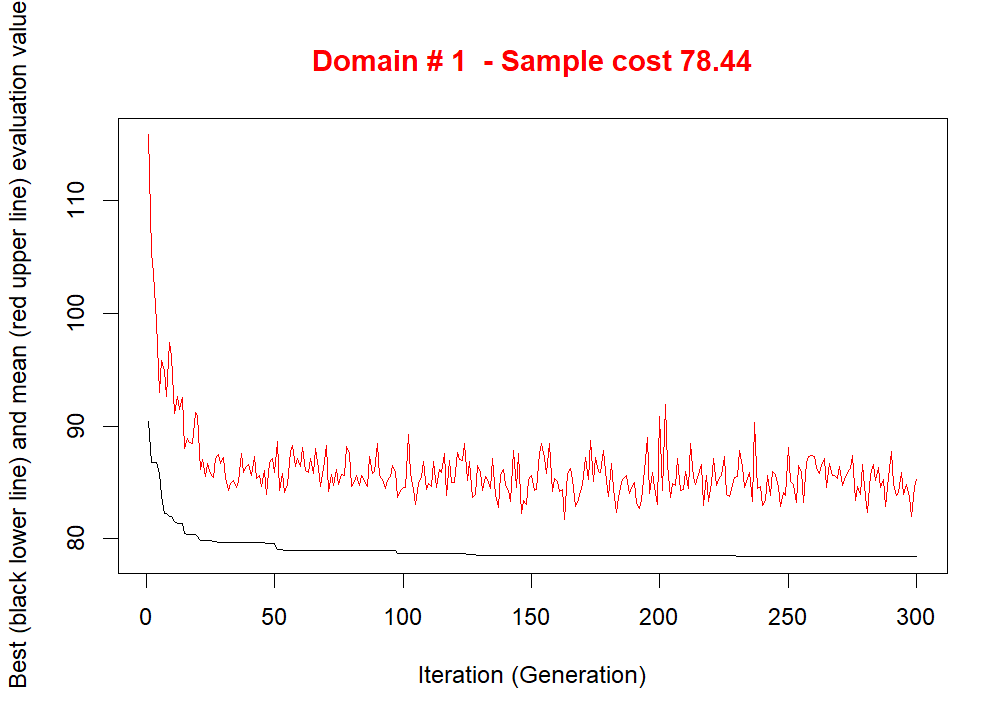 Domain # 1  - Sample cost 78.44
Best (black lower line) and mean (red upper line) evaluation value
110
100
90
80
0 50 100 150 200 250 300
Iteration (Generation)